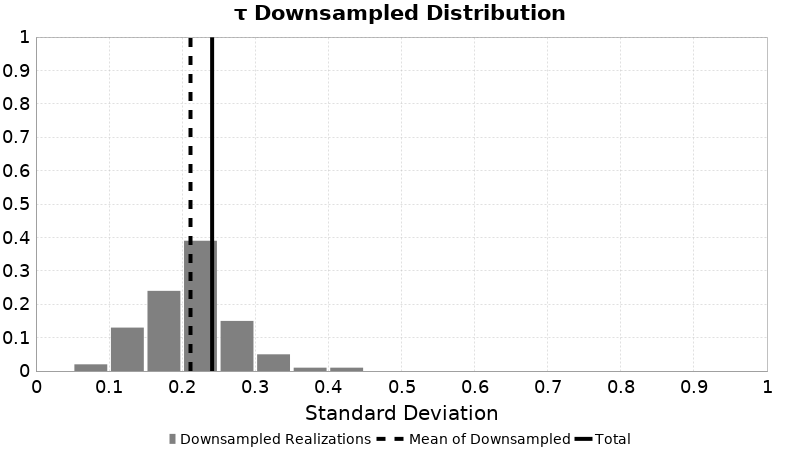 τ Downsampled Distribution
1
0.9
0.8
0.7
0.6
0.5
0.4
0.3
0.2
0.1
0
0 0.1 0.2 0.3 0.4 0.5 0.6 0.7 0.8 0.9 1
Standard Deviation
Downsampled Realizations Mean of Downsampled Total